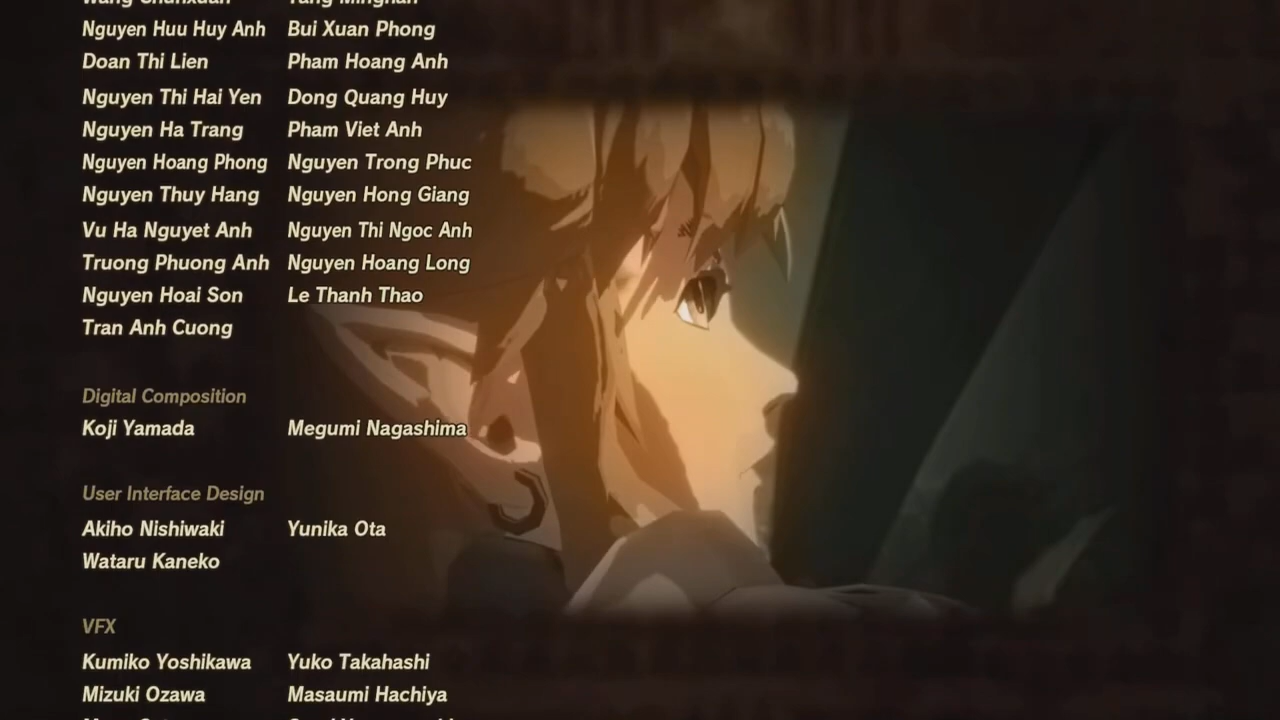 Nguyen Huu Huy Anh Bui Xuan Phong
Doan Thi Lien Pham Hoang Anh
Nguyen Thi Hai Yen Dong Quang Huy
Nguyen Ha Trang Pham Viet Anh
Nguyen Hoang Phong Nguyen Trong Phuc
Nguyen Thuy Hang Nguyen Hong Giang
Vu Ha Nguyet Anh Nguyen Thi Ngoc Anh
Truong Phuong Anh Nguyen Hoang Long
Nguyen Hoai Son Le Thanh Thao
Tran Anh Cuong
Digital Composition
Koji Yamada Megumi Nagashima
User Interface Design
Akiho Nishiwaki Yunika Ota
Wataru Kaneko
VFX
Kumiko Yoshikawa Yuko Takahashi
Mizuki Ozawa Masaumi Hachiya